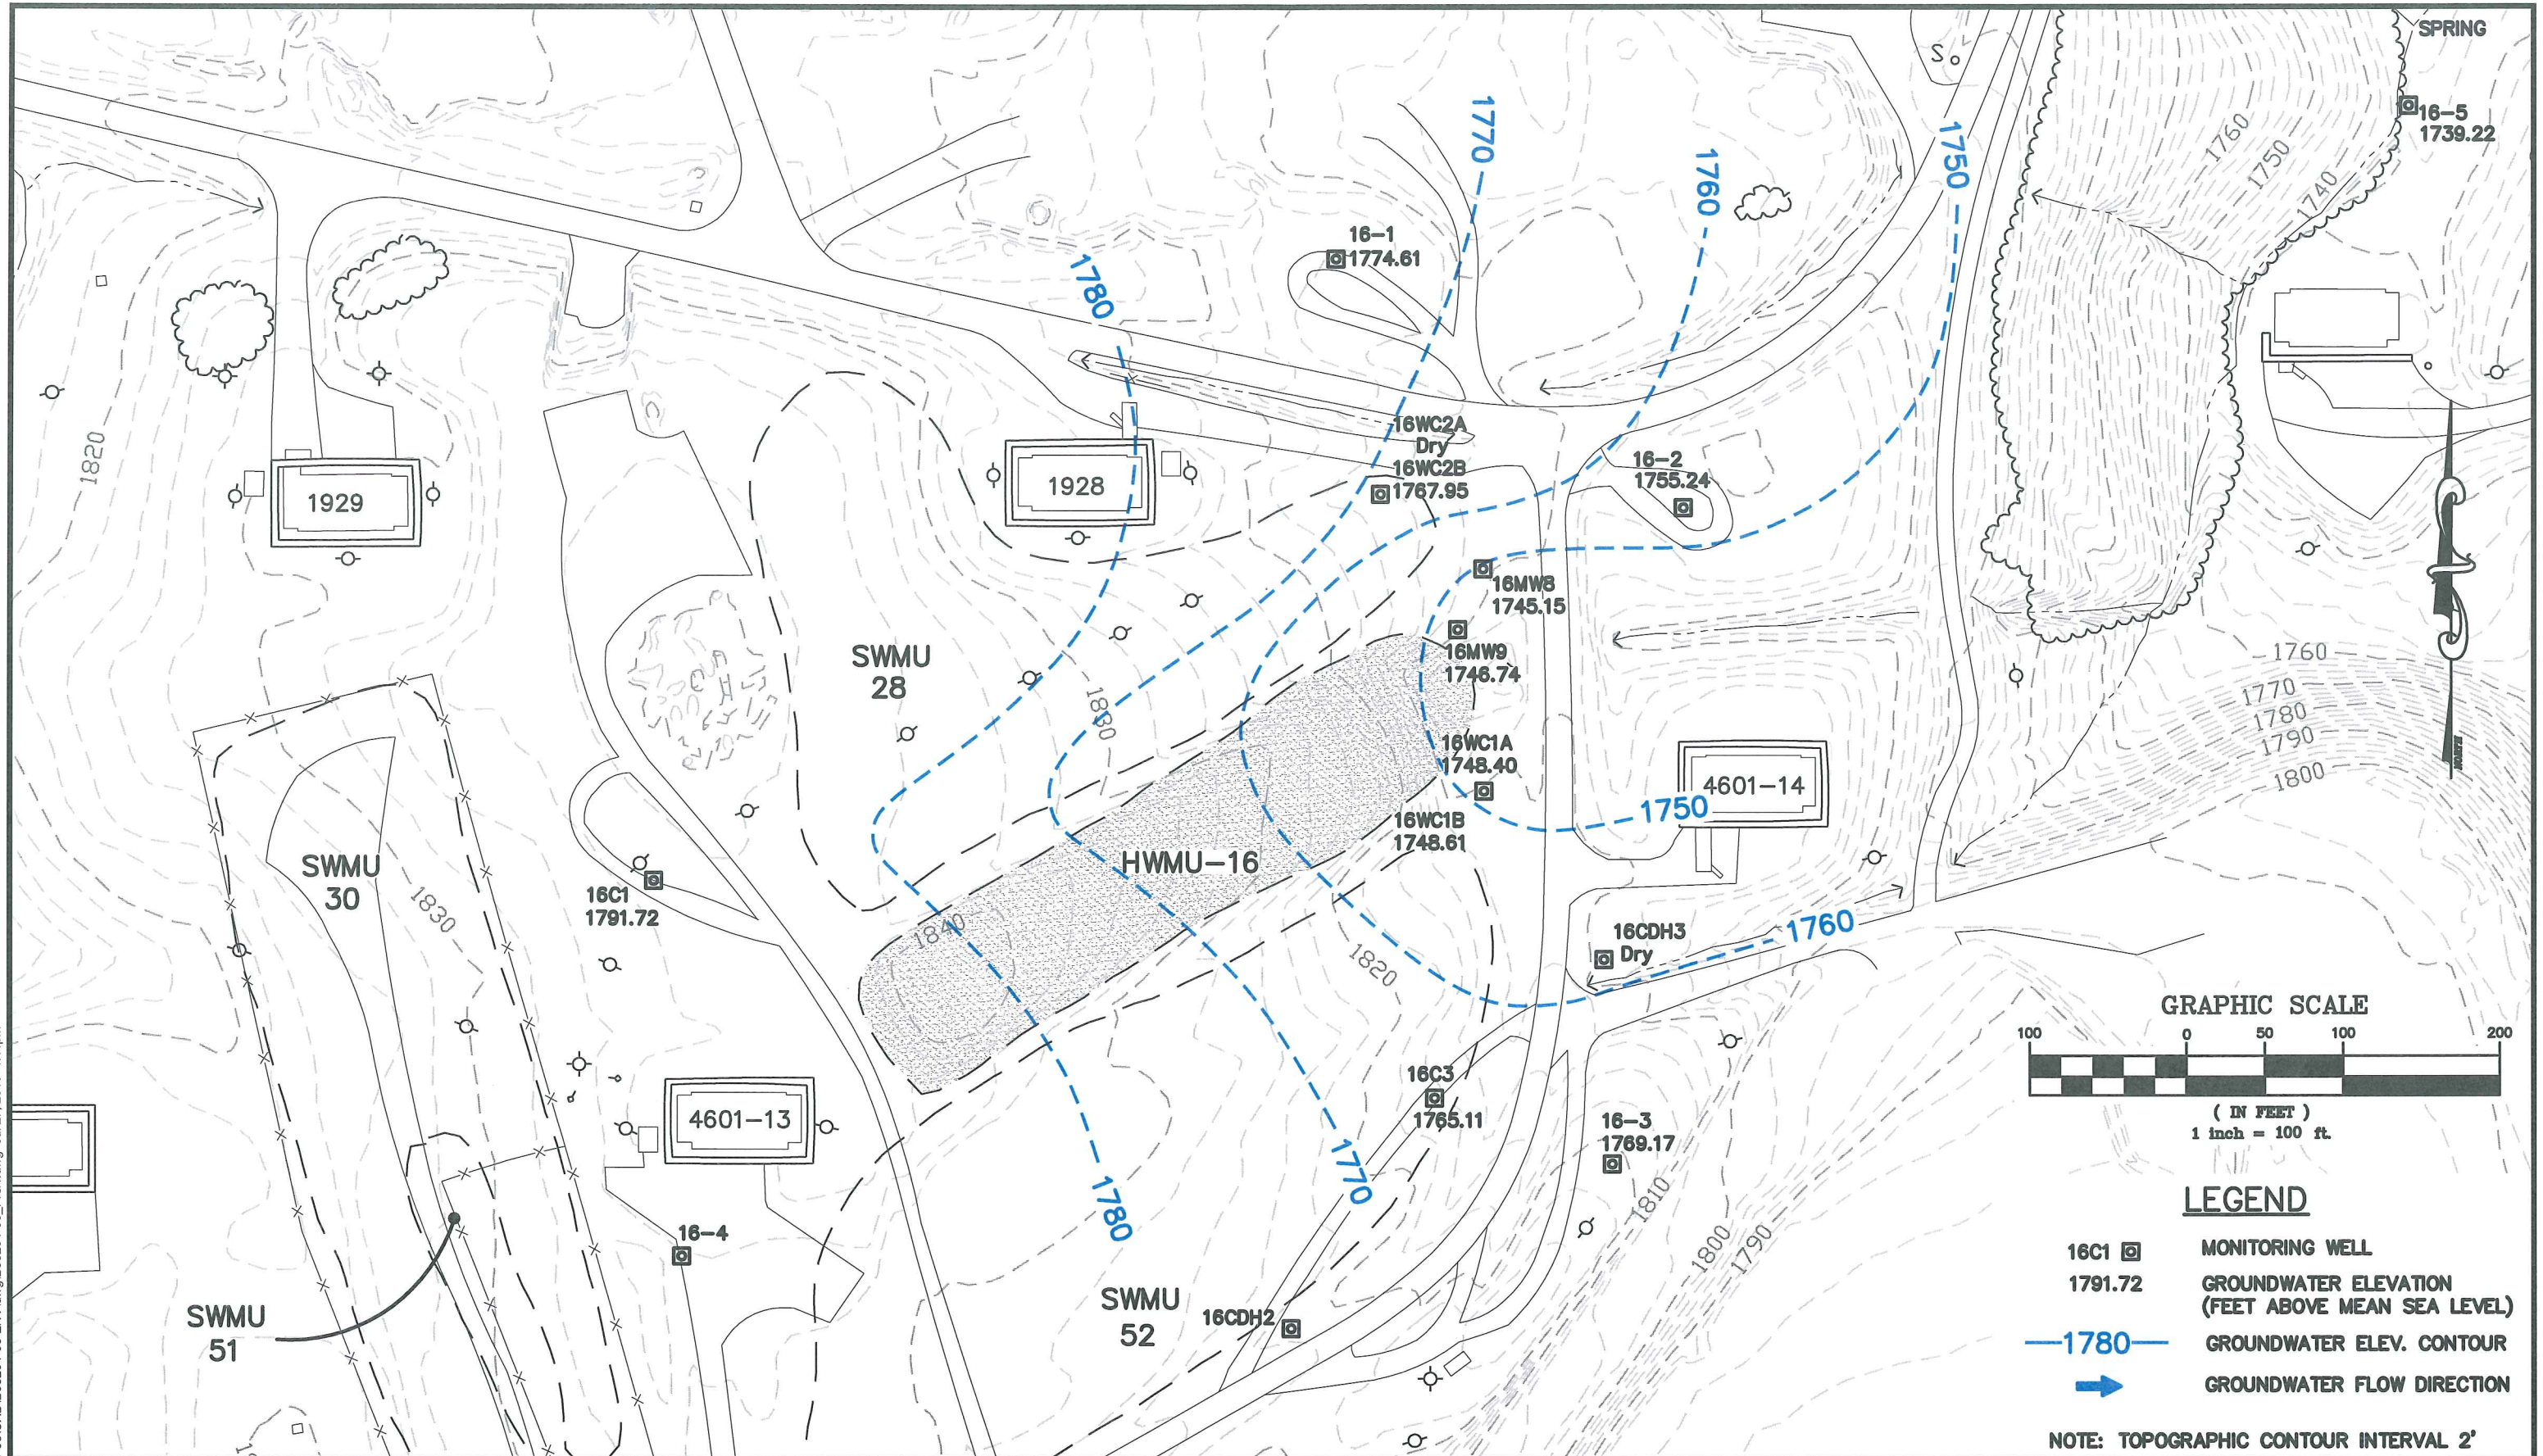 SPRING
16-5
1739.22
1770
1760
1750
1760
1750
1740
16-1
1774.61
1780
1820
16WC2A
Dry
16WC2B
1767.95
16-2
1755.24
1929
1928
16MW8
1745.15
16MW9
1746.74
SWMU
28
1830
1760
1770
1780
1790
1800
16WC1A
1748.40
4601-14
1750
16WC1B
1748.61
HWMU-16
SWMU
30
1830
16C1
1791.72
1840
1820
16CDH3
Dry
1760
NORTH
GRAPHIC SCALE
100 0 50 100 200
( IN FEET )
1 inch = 100 ft.
4601-13
16C3
1765.11
16-3
1769.17
1770
1780
1810
1800
1790
16-4
SWMU
51
SWMU
52
16CDH2
LEGEND
16C1 MONITORING WELL
1791.72 GROUNDWATER ELEVATION
(FEET ABOVE MEAN SEA LEVEL)
1780 GROUNDWATER ELEV. CONTOUR
GROUNDWATER FLOW DIRECTION
NOTE: TOPOGRAPHIC CONTOUR INTERVAL 2'